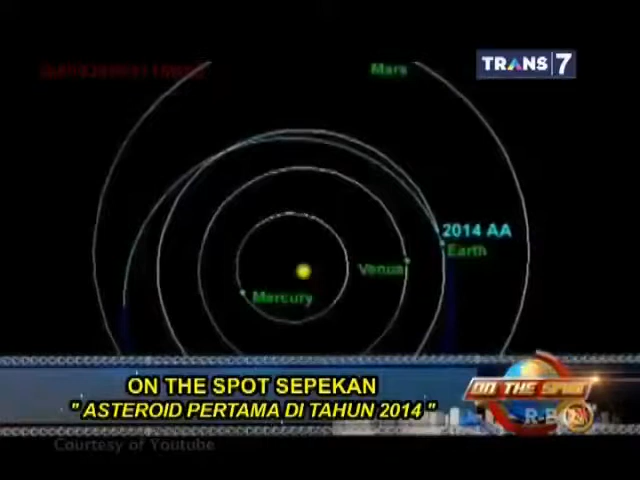 Mars
TRANS 7
2014 AA
Earth
Venus
Mercury
ON THE SPOT SEPEKAN
" ASTEROID PERTAMA DI TAHUN 2014 "
ON THE SPOT
Courtesy of Youtube